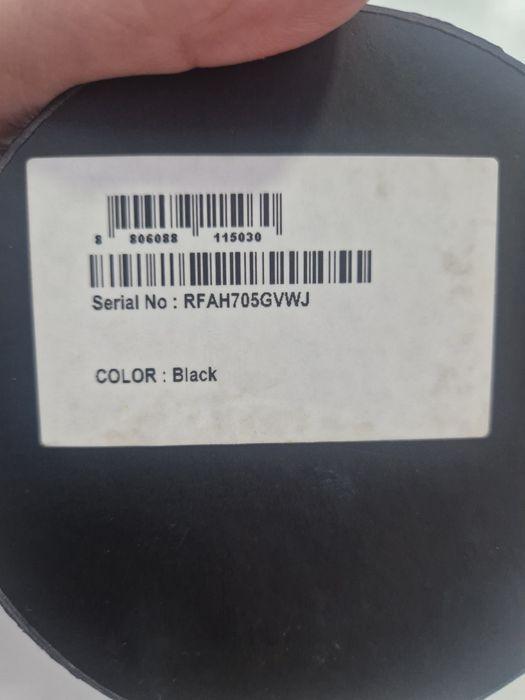 8 806088 115030
Serial No : RFAH705GVWJ
COLOR : Black